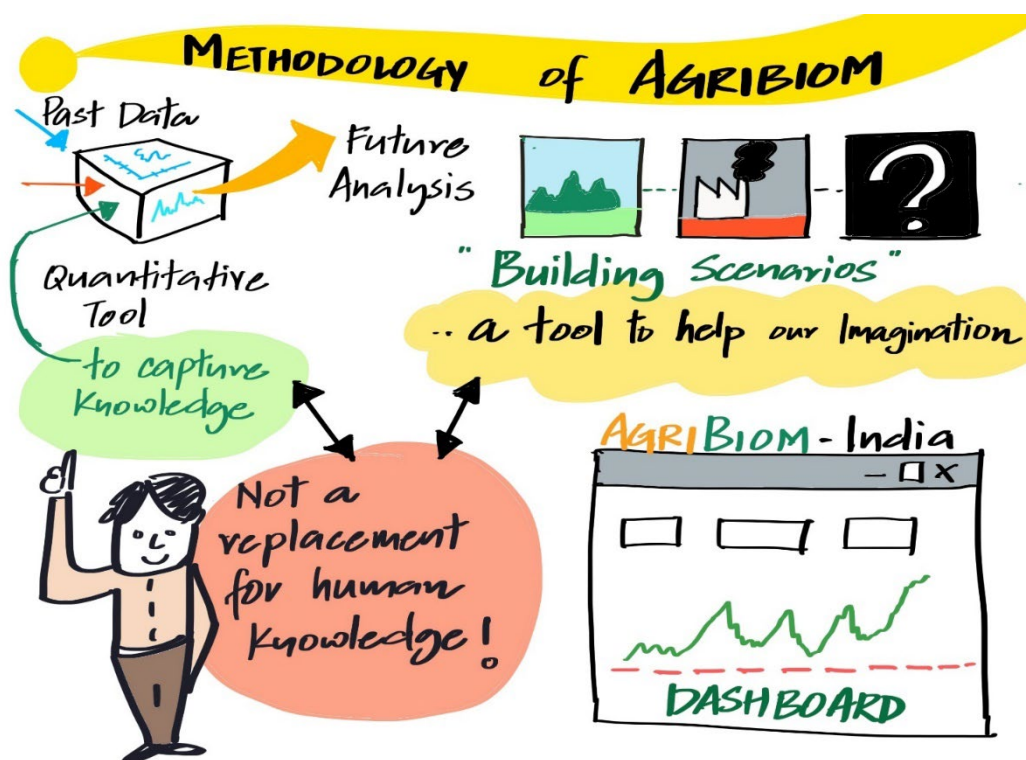 METHODOLOGY of AGRIBIOM
Past Data
Future
Analysis
?
Quantitative
Tool
to capture
Knowledge
"Building Scenarios"
.. a tool to help our Imagination
Not a
replacement
for human
Knowledge!
AGRIBIOM - India
DASHBOARD